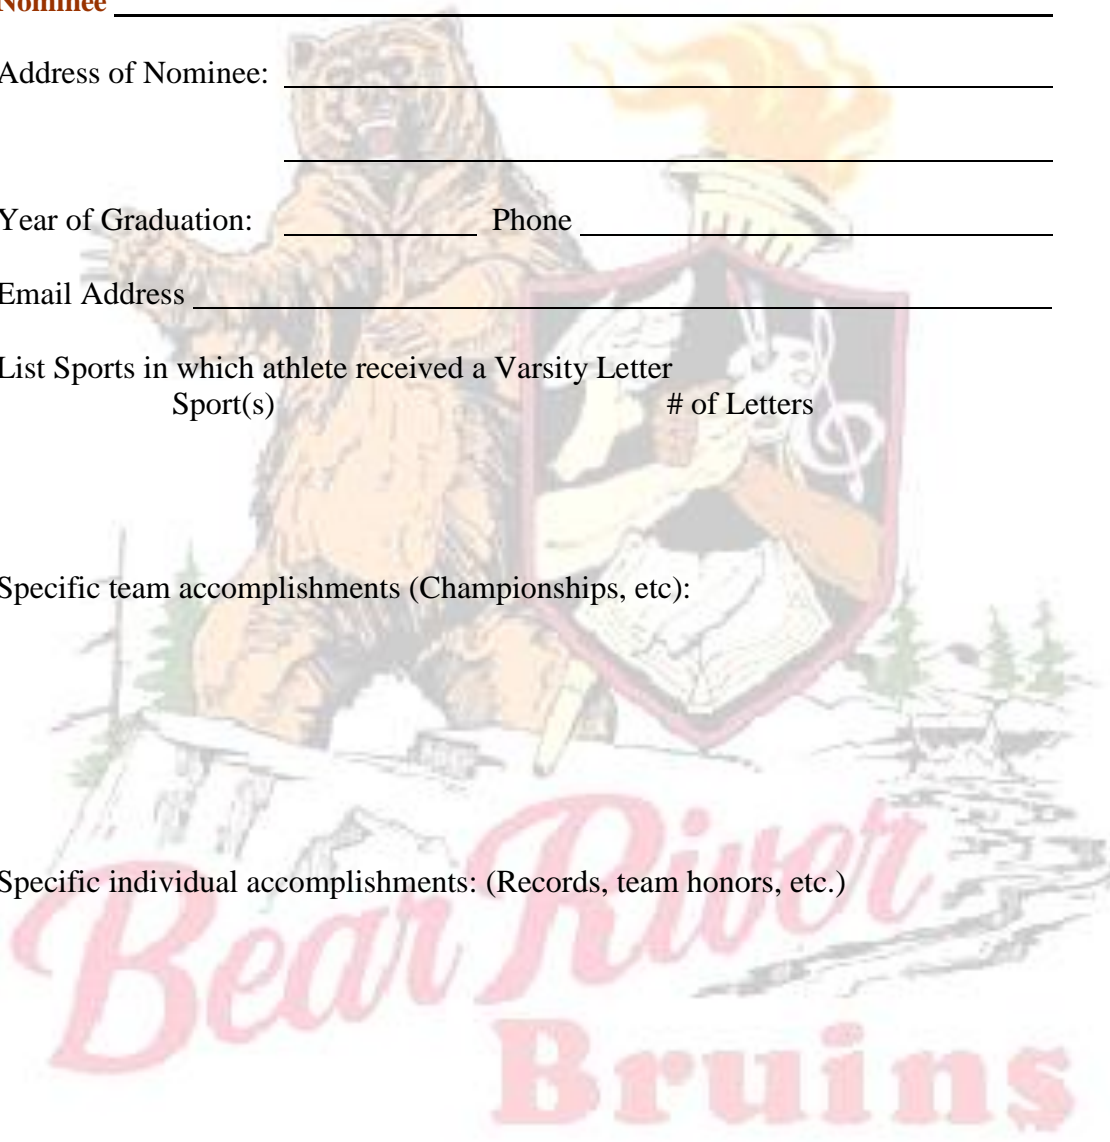 Nominee
Address of Nominee:
Year of Graduation: Phone
Email Address
List Sports in which athlete received a Varsity Letter
Sport(s) # of Letters
Specific team accomplishments (Championships, etc):
Specific individual accomplishments: (Records, team honors, etc.)
Bear River
Bruins